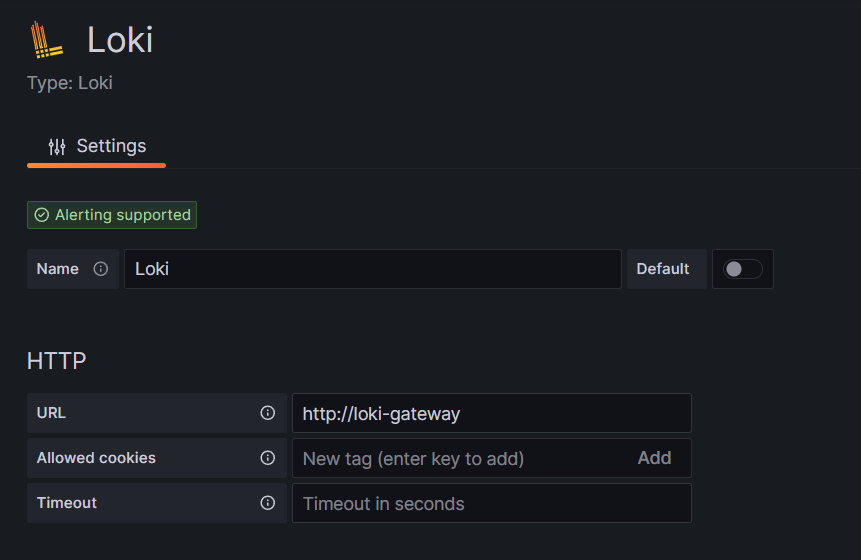 Loki
Type: Loki
Settings
Alerting supported
Name Loki Default
HTTP
URL http://loki-gateway
Allowed cookies New tag (enter key to add) Add
Timeout Timeout in seconds